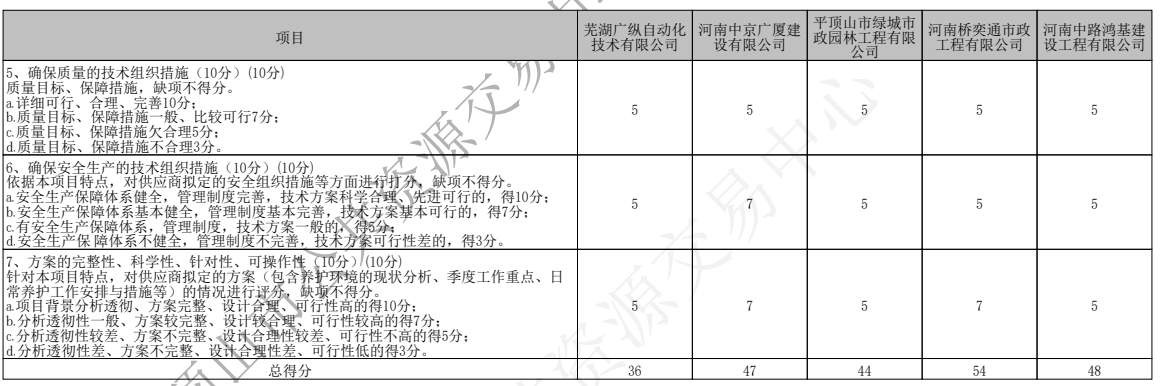 项目 芜湖广纵自动化技术有限公司 河南中京广厦建设有限公司 平顶山市绿城市政园林工程有限公司 河南桥奕通市政工程有限公司 河南中路鸿基建设工程有限公司
5、确保质量的技术组织措施（10分）(10分)
质量目标、保障措施，缺项不得分。
a.详细可行、合理、完善10分；
b.质量目标、保障措施一般、比较可行7分；
c.质量目标、保障措施欠合理5分；
d.质量目标、保障措施不合理3分。
5 5 5 5 5
6、确保安全生产的技术组织措施（10分）(10分)
依据本项目特点，对供应商拟定的安全组织措施等方面进行打分，缺项不得分。
a.安全生产保障体系健全，管理制度完善，技术方案科学合理、先进可行的，得10分；
b.安全生产保障体系基本健全，管理制度基本完善，技术方案基本可行的，得7分；
c.有安全生产保障体系，管理制度，技术方案一般的，得5分；
d.安全生产保障体系不健全，管理制度不完善，技术方案可行性差的，得3分。
5 7 5 5 5
7、方案的完整性、科学性、针对性、可操作性（10分）(10分)
针对本项目特点，对供应商拟定的方案（包含养护环境的现状分析、季度工作重点、日
常养护工作安排与措施等）的情况进行评分，缺项不得分。
a.项目背景分析透彻、方案完整、设计合理、可行性高的得10分；
b.分析透彻性一般、方案较完整、设计较合理、可行性较高的得7分；
c.分析透彻性较差、方案不完整、设计合理性较差、可行性不高的得5分；
d.分析透彻性差、方案不完整、设计合理性差、可行性低的得3分。
5 7 5 7 5
总得分 36 47 44 54 48